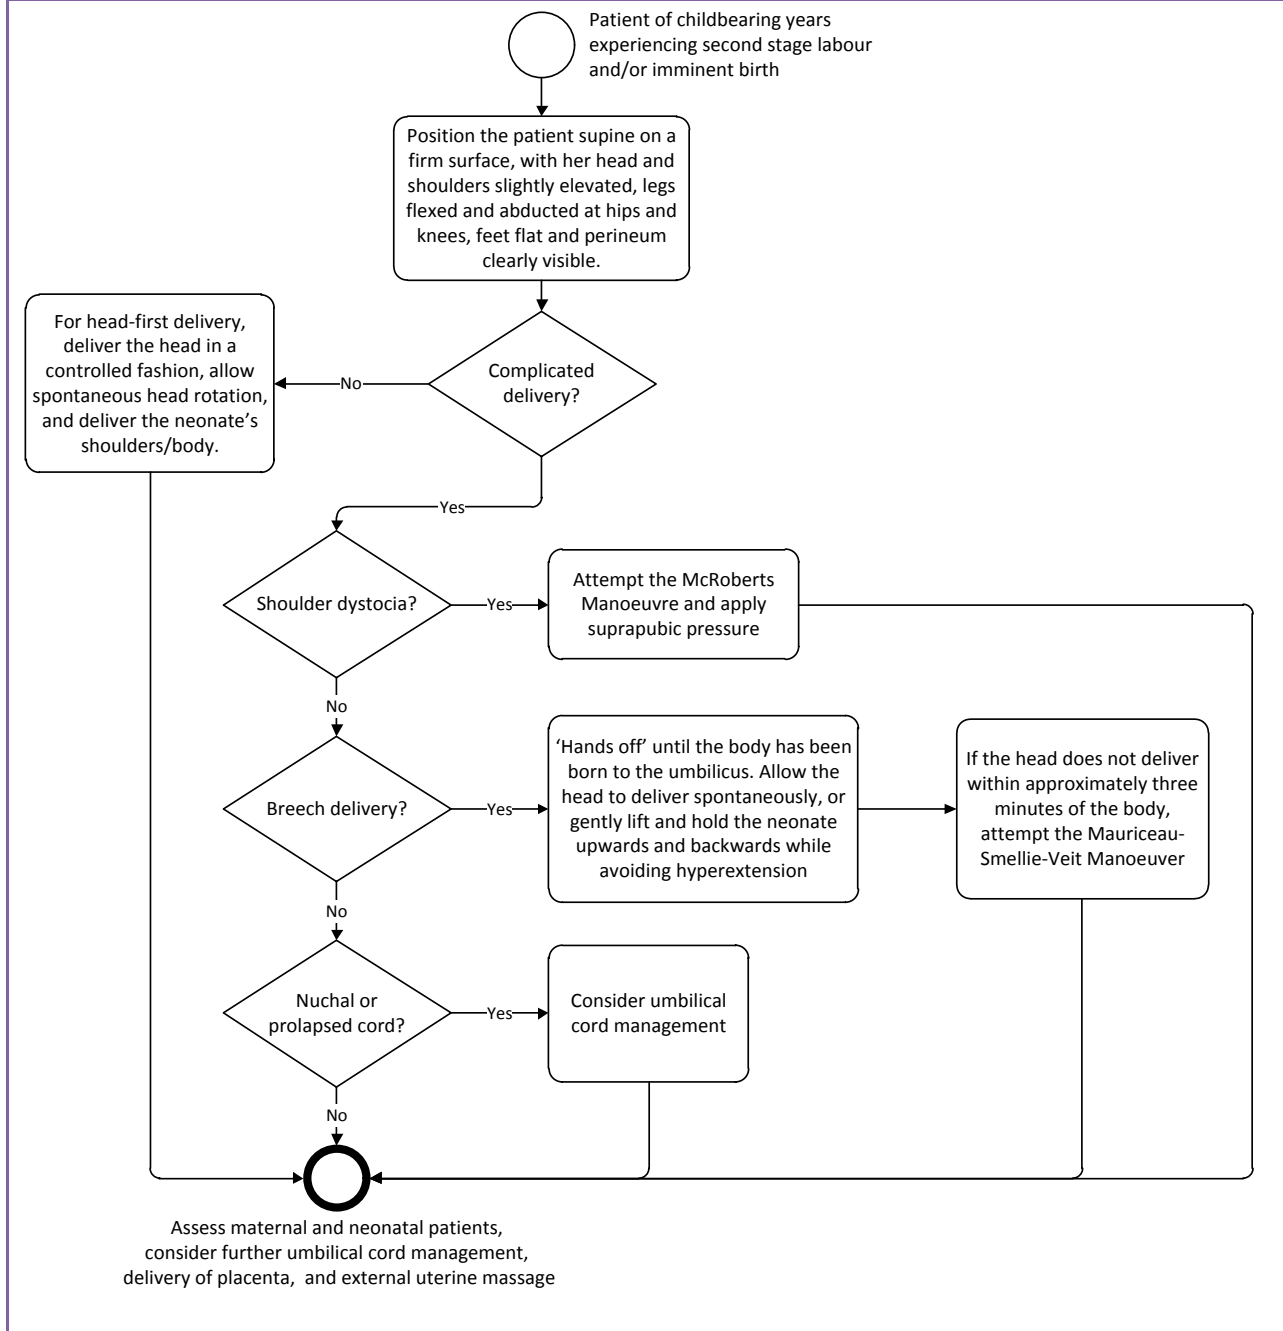 Patient of childbearing years
experiencing second stage labour
and/or imminent birth
Position the patient supine on a
firm surface, with her head and
shoulders slightly elevated, legs
flexed and abducted at hips and
knees, feet flat and perineum
clearly visible.
For head-first delivery,
deliver the head in a
controlled fashion, allow
spontaneous head rotation,
and deliver the neonate’s
shoulders/body.
No
Complicated
delivery?
Yes
Shoulder dystocia?
Yes
Attempt the McRoberts
Manoeuvre and apply
suprapubic pressure
No
Breech delivery?
Yes
‘Hands off’ until the body has been
born to the umbilicus. Allow the
head to deliver spontaneously, or
gently lift and hold the neonate
upwards and backwards while
avoiding hyperextension
If the head does not deliver
within approximately three
minutes of the body,
attempt the Mauriceau-
Smellie-Veit Manoeuver
No
Nuchal or
prolapsed cord?
Yes
Consider umbilical
cord management
No
Assess maternal and neonatal patients,
consider further umbilical cord management,
delivery of placenta,  and external uterine massage